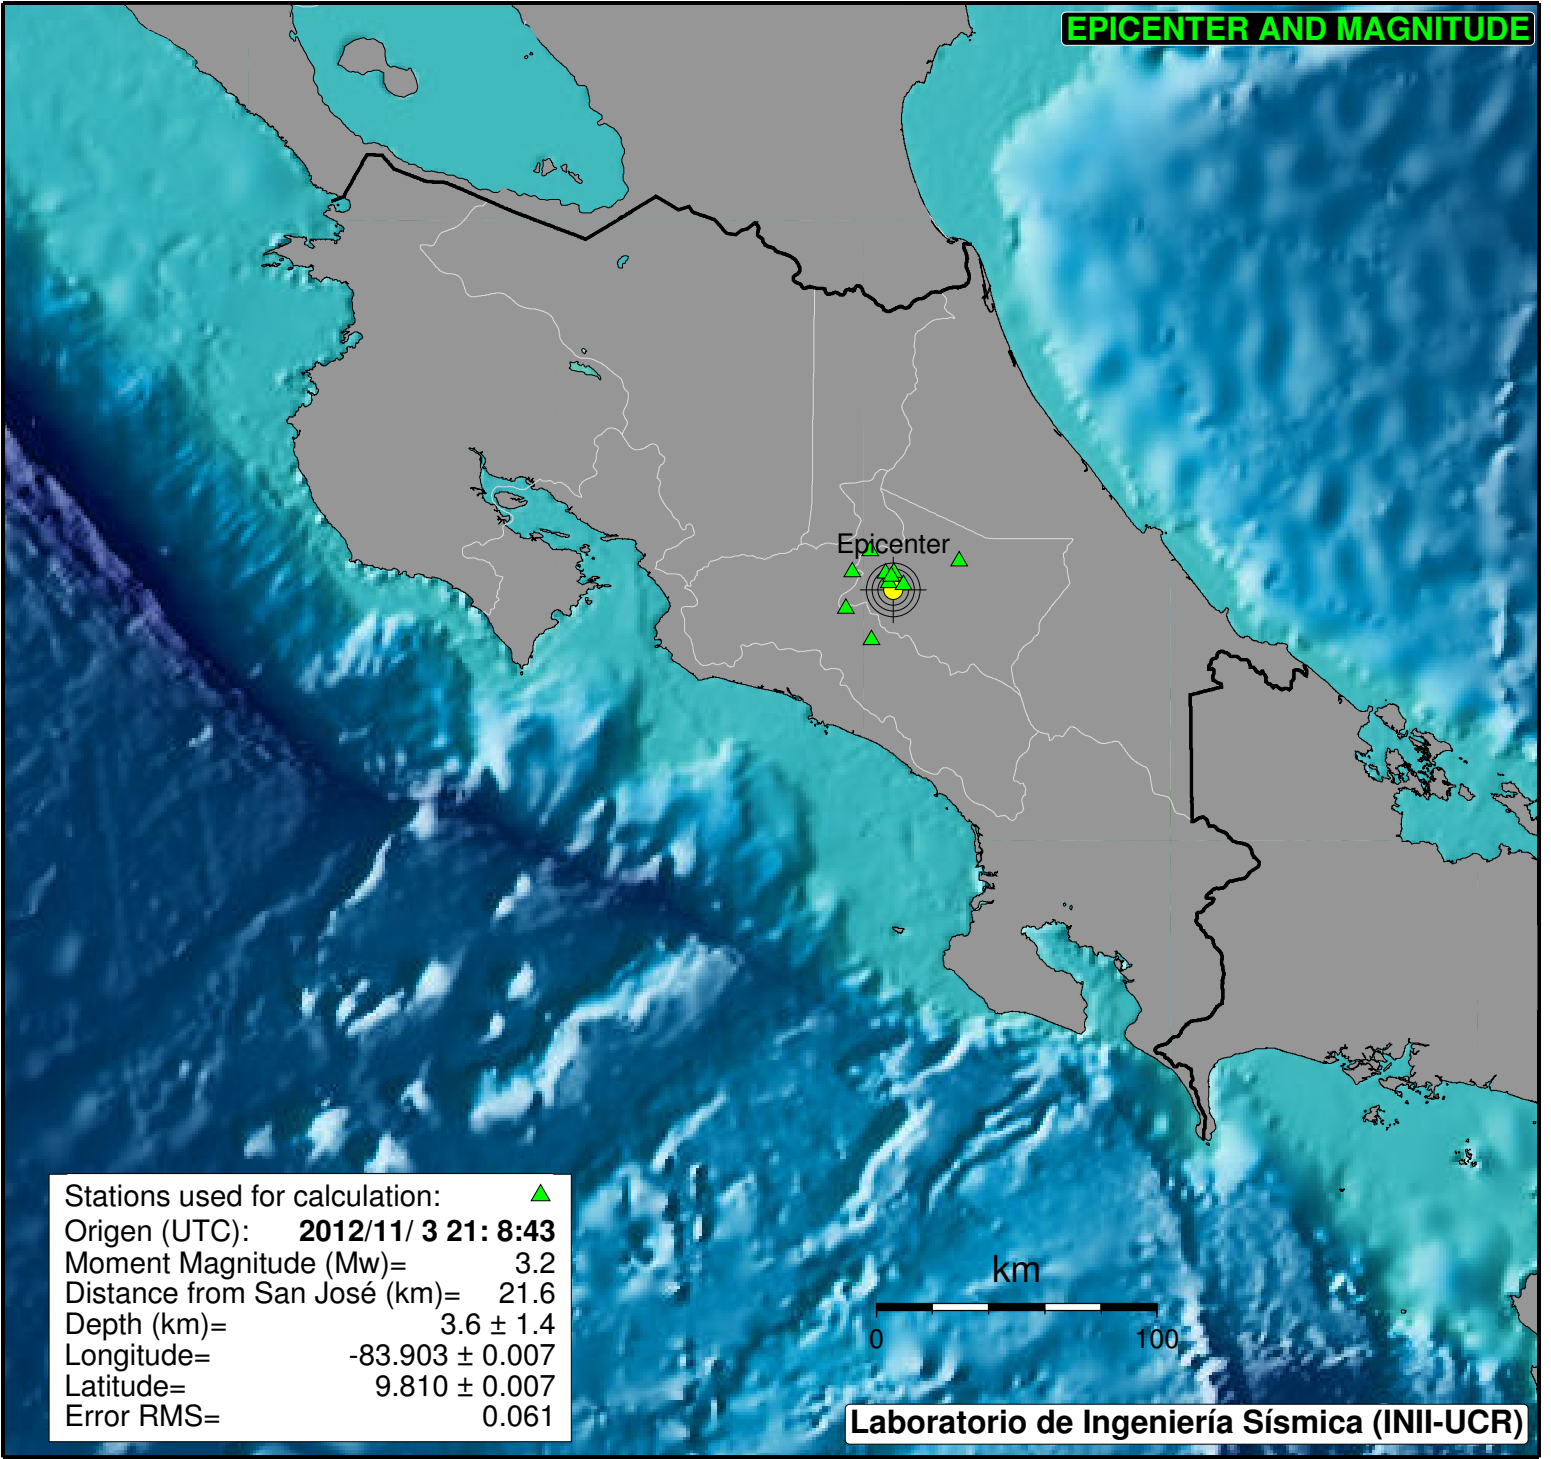 EPICENTER AND MAGNITUDE
Epicenter
Stations used for calculation:
Origen (UTC): 2012/11/ 3 21: 8:43
Moment Magnitude (Mw)= 3.2
Distance from San José (km)= 21.6
Depth (km)= 3.6 ± 1.4
Longitude= -83.903 ± 0.007
Latitude= 9.810 ± 0.007
Error RMS= 0.061
km
0 100
Laboratorio de Ingeniería Sísmica (INII-UCR)